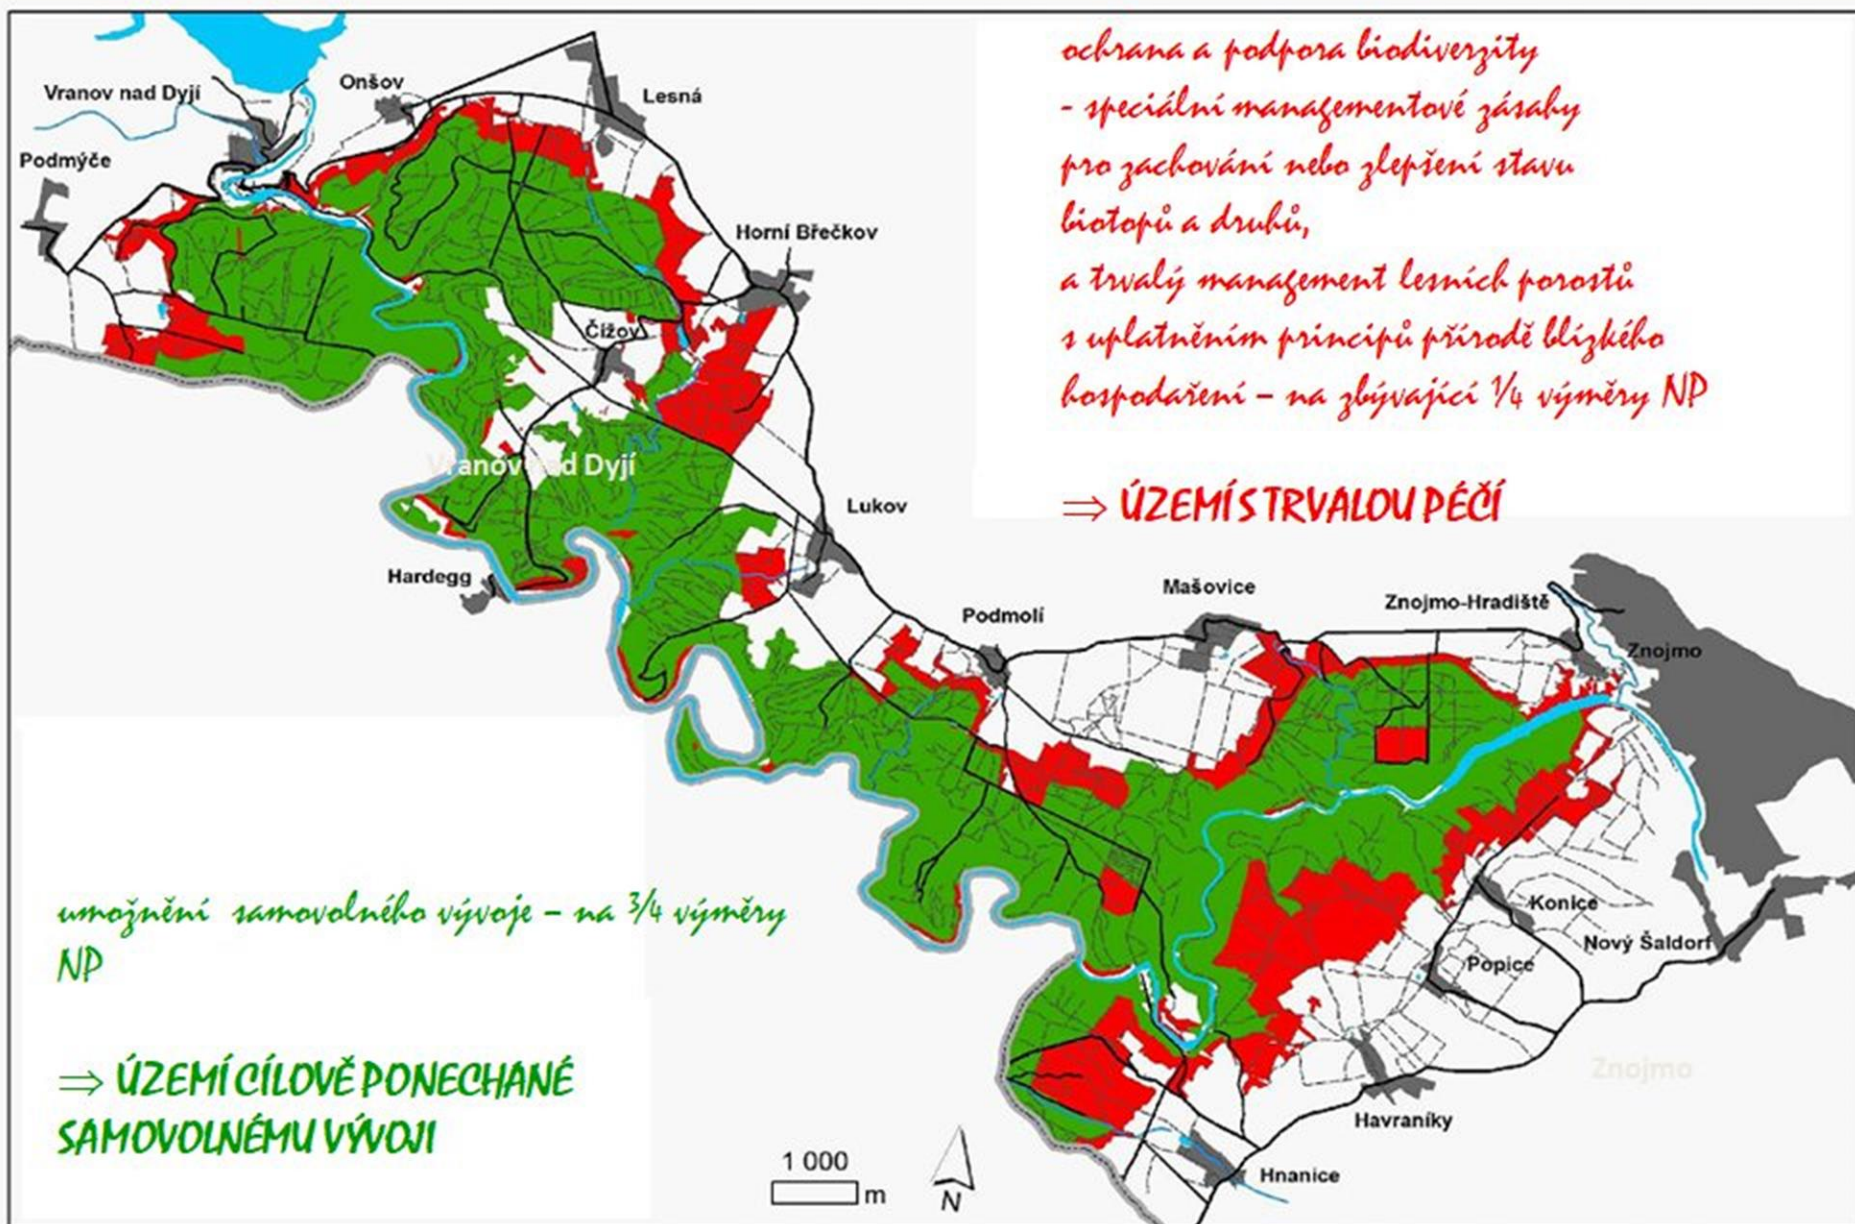 ochrana a podpora biodiverzity
- speciální managementové zásahy
pro zachování nebo zlepšení stavu
biotopů a druhů,
a trvalý management lesních porostů
s uplatněním principů přírodě blízkého
hospodaření – na zbývající ¼ výměry NP
⇒ ÚZEMÍ S TRVALOU PÉČÍ
Vranov nad Dyjí
Onšov
Lesná
Podmýče
Horní Břečkov
Čížov
Vranov nad Dyjí
Lukov
Hardegg
Podmolí
Mašovice
Znojmo-Hradiště
Znojmo
umožnění samovolného vývoje – na ¾ výměry
NP
⇒ ÚZEMÍ CÍLOVĚ PONECHANÉ
SAMOVOLNÉMU VÝVOJI
Konice
Nový Šaldorf
Popice
Znojmo
Havraníky
Hnanice
1 000
m
N